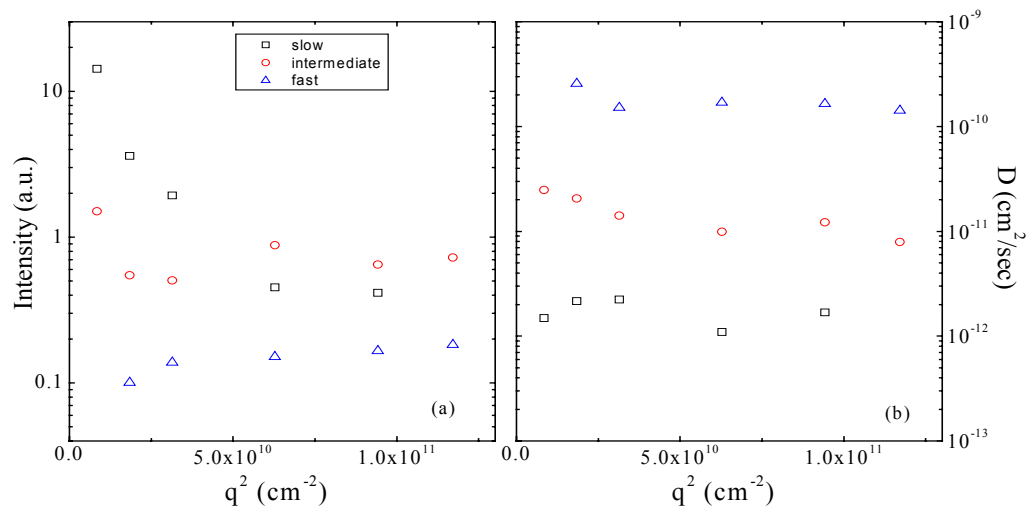 10
1
0.1
Intensity (a.u.)
slow
intermediate
fast
(a)
0.0
5.0x10^10
1.0x10^11
q^2 (cm^-2)
10^-9
10^-10
10^-11
10^-12
10^-13
D (cm^2/sec)
(b)
0.0
5.0x10^10
1.0x10^11
q^2 (cm^-2)